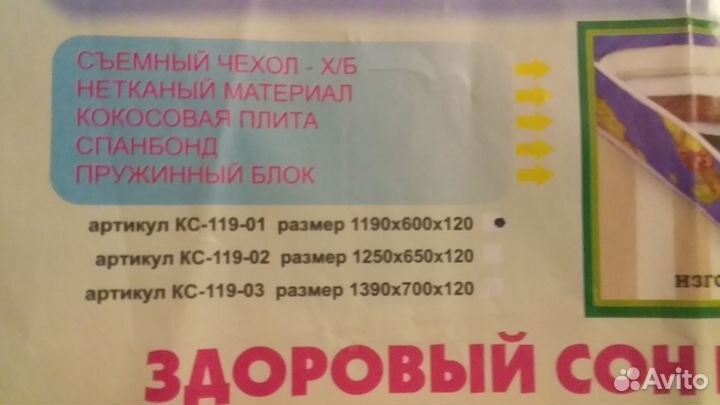 СЪЕМНЫЙ ЧЕХОЛ - Х/Б
НЕТКАНЫЙ МАТЕРИАЛ
КОКОСОВАЯ ПЛИТА
СПАНБОНД
ПРУЖИННЫЙ БЛОК
артикул КС-119-01 размер 1190х600х120
артикул КС-119-02 размер 1250х650х120
артикул КС-119-03 размер 1390х700х120
изго
ЗДОРОВЫЙ СОН
Avito